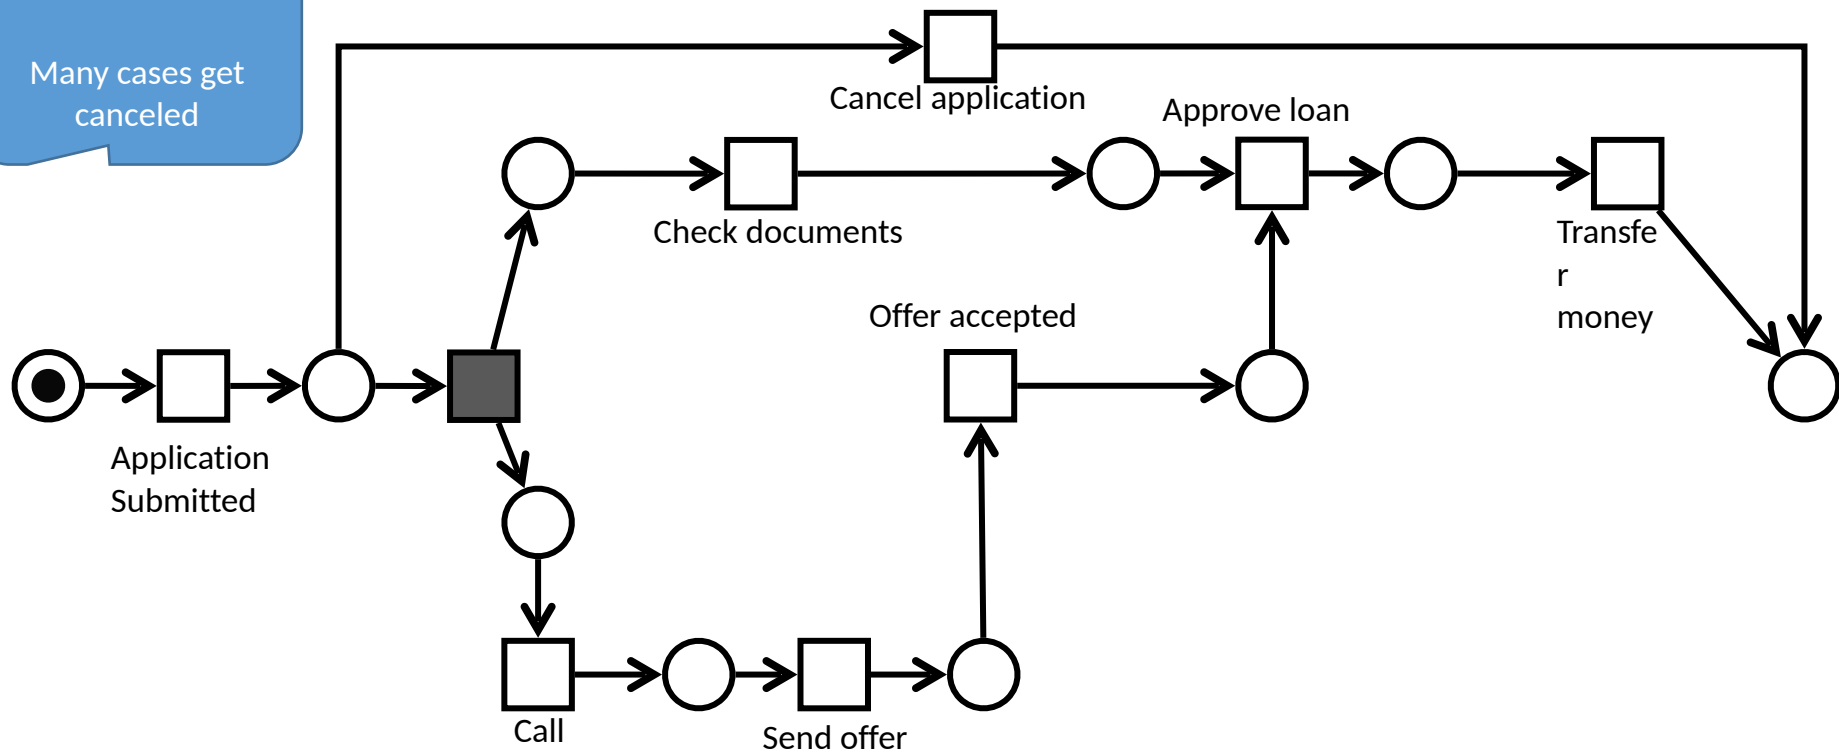 Many cases get
canceled
Cancel application
Approve loan
Check documents
Transfe
r
money
Offer accepted
Application
Submitted
Call
Send offer